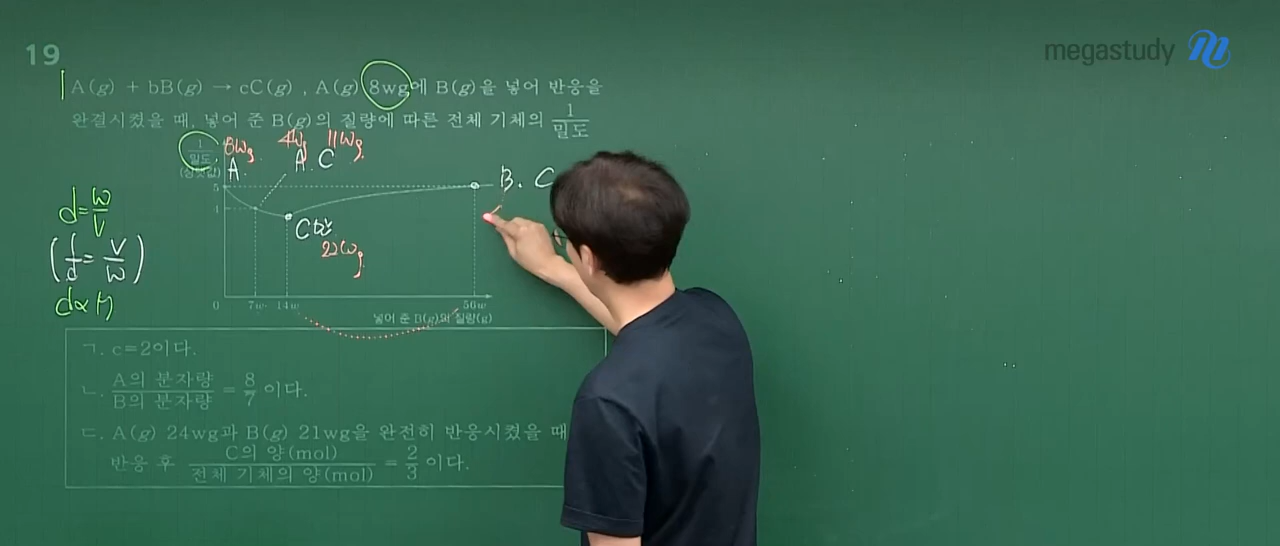 19
megastudy
1 A(g) + bB(g) → cC(g) , A(g) 8wg에 B(g)을 넣어 반응을
완결시켰을 때, 넣어 준 B(g)의 질량에 따른 전체 기체의 1/밀도
1/밀도
(상댓값)
8wg
A.
4wg 11wg
A. C
5
4
B. C
C만
22wg
d=w/V
(1/d=V/w)
d∝M
0 7w 14w 56w
넣어 준 B(g)의 질량(g)
ㄱ. c=2이다.
ㄴ. A의 분자량/B의 분자량 = 8/7 이다.
ㄷ. A(g) 24wg과 B(g) 21wg을 완전히 반응시켰을 때
반응 후 C의 양(mol)/전체 기체의 양(mol) = 2/3 이다.